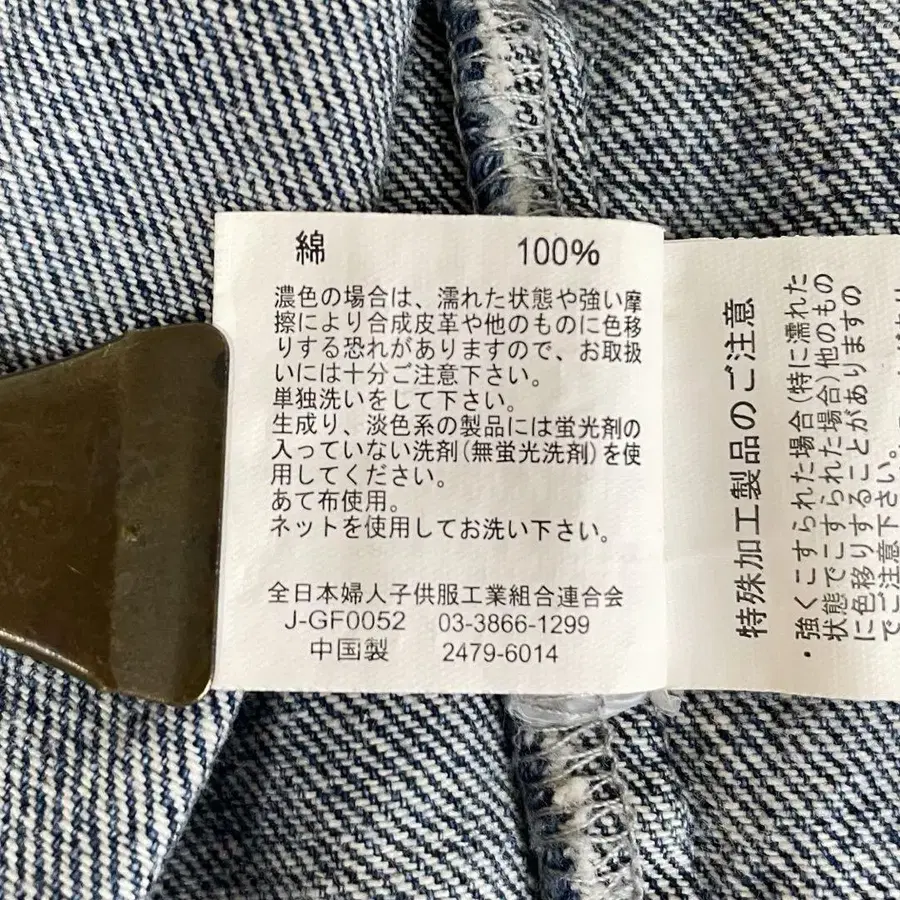 綿 100%
濃色の場合は、濡れた状態や強い摩
擦により合成皮革や他のものに色移
りする恐れがありますので、お取扱
いには十分ご注意下さい。
単独洗いをして下さい。
生成り、淡色系の製品には蛍光剤の
入っていない洗剤(無蛍光洗剤)を使
用してください。
あて布使用。
ネットを使用してお洗い下さい。
全日本婦人子供服工業組合連合会
J-GF0052 03-3866-1299
中国製 2479-6014
特殊加工製品のご注意
・強くこすられた場合(特に濡れた
状態でこすられた場合)他のもの
に色移りすることがありますの
でご注意下さい。